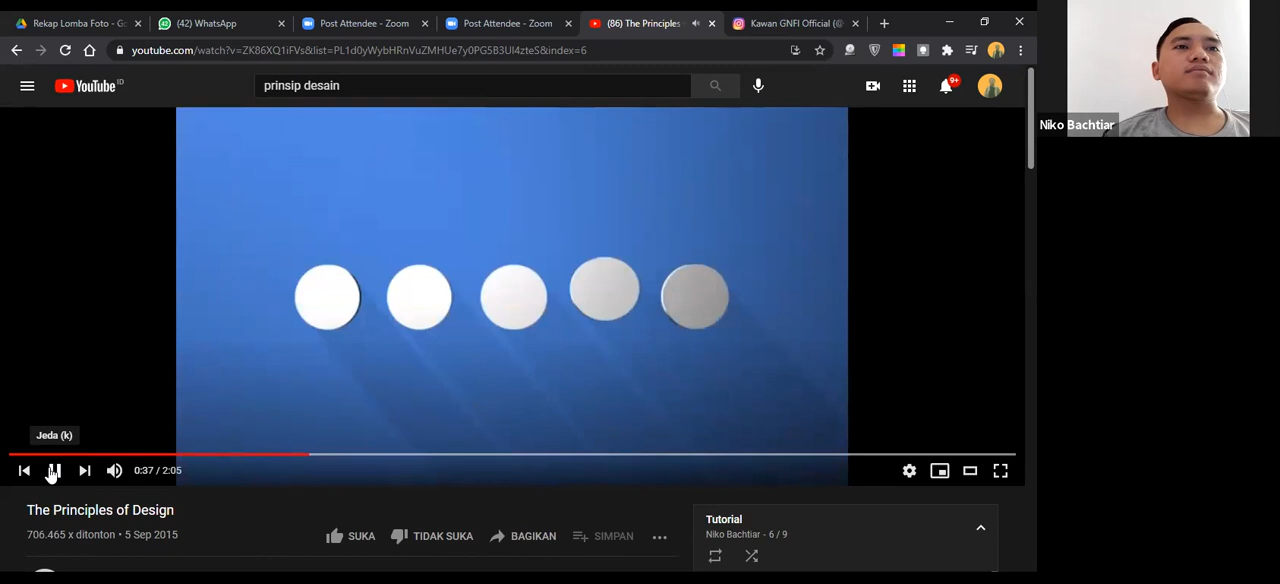 Rekap Lomba Foto - Go
(42) WhatsApp
Post Attendee - Zoom
Post Attendee - Zoom
(86) The Principles
Kawan GNFI Official (@
youtube.com/watch?v=ZK86XQ1iFVs&list=PL1d0yWybHRnVuZMHUe7y0PG5B3UI4zteS&index=6
YouTube ID
prinsip desain
9+
Niko Bachtiar
Jeda (k)
0:37 / 2:05
The Principles of Design
706.465 x ditonton • 5 Sep 2015
SUKA
TIDAK SUKA
BAGIKAN
SIMPAN
Tutorial
Niko Bachtiar - 6 / 9